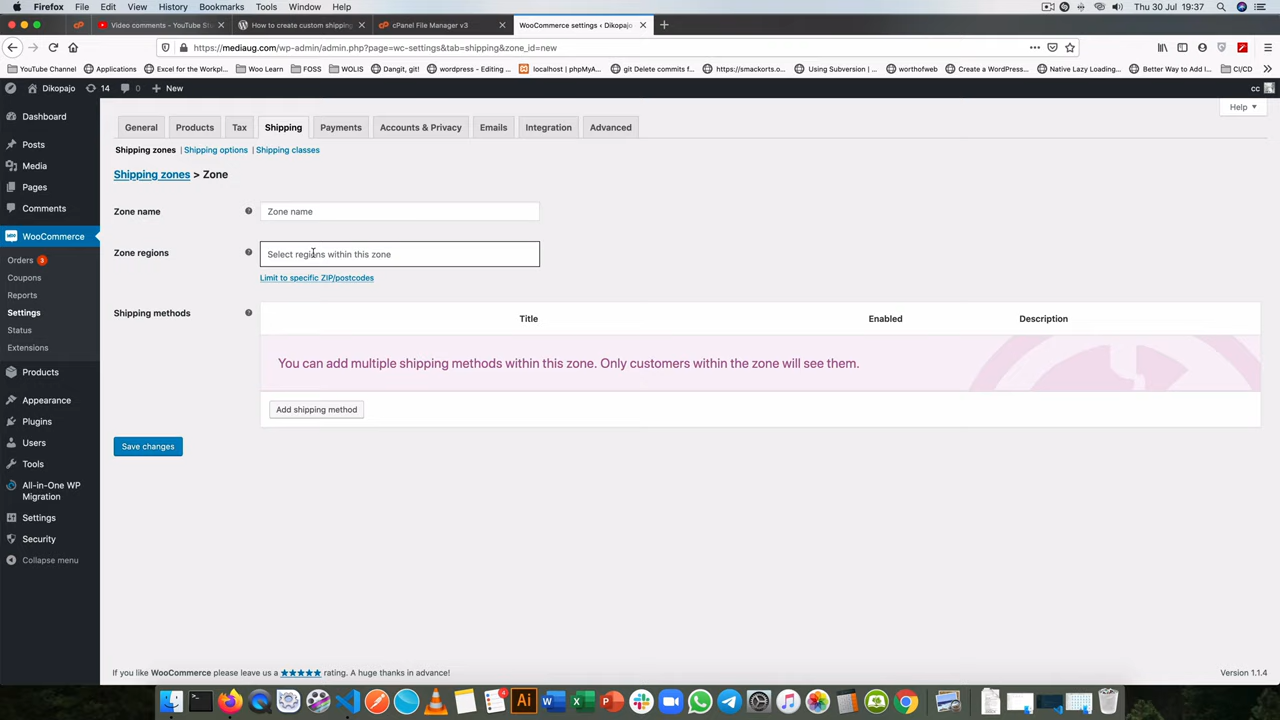 Firefox File Edit View History Bookmarks Tools Window Help Thu 30 Jul 19:37
Video comments - YouTube St How to create custom shipping cPanel File Manager v3 WooCommerce settings ‹ Dikopajo
https://mediaug.com/wp-admin/admin.php?page=wc-settings&tab=shipping&zone_id=new
YouTube Channel Applications Excel for the Workpl... Woo Learn FOSS WOLIS Dangit, git! wordpress - Editing ... localhost | phpMyA... git Delete commits f... https://smackorts.o... Using Subversion | ... worthofweb Create a WordPress... Native Lazy Loading... Better Way to Add I... CI/CD
Dikopajo 14 0 New cc
Help
Dashboard
Posts
Media
Pages
Comments
WooCommerce
Orders 3
Coupons
Reports
Settings
Status
Extensions
Products
Appearance
Plugins
Users
Tools
All-in-One WP
Migration
Settings
Security
Collapse menu
General Products Tax Shipping Payments Accounts & Privacy Emails Integration Advanced
Shipping zones | Shipping options | Shipping classes
Shipping zones > Zone
Zone name Zone name
Zone regions Select regions within this zone
Limit to specific ZIP/postcodes
Shipping methods Title Enabled Description
You can add multiple shipping methods within this zone. Only customers within the zone will see them.
Add shipping method
Save changes
If you like WooCommerce please leave us a ★★★★★ rating. A huge thanks in advance! Version 1.1.4